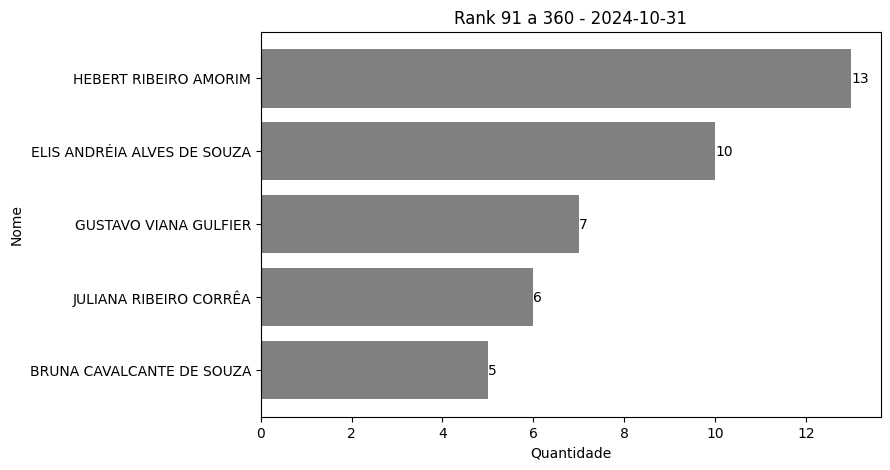 Rank 91 a 360 - 2024-10-31
Nome
HEBERT RIBEIRO AMORIM
13
ELIS ANDRÉIA ALVES DE SOUZA
10
GUSTAVO VIANA GULFIER
7
JULIANA RIBEIRO CORRÊA
6
BRUNA CAVALCANTE DE SOUZA
5
0 2 4 6 8 10 12
Quantidade